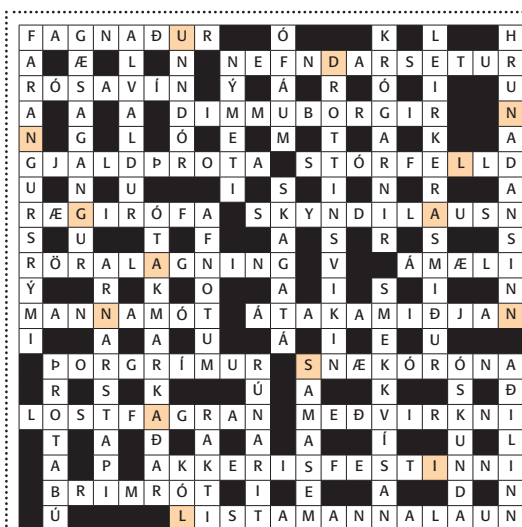 FAGNAÐUR Ó K L H
A Æ L N NEFNDARSETUR
RÓSAVÍN Ý Á R Ó I U
A A A DIMMUBORGIR N
N G L Ó E M T A K A
GJALDÞROTA STÓRFELLD
U N U I S I N R A
RÆGIRÓFA SKYNDILAUSN
S U T F A S R S S
RÖRALAGNING V ÁMÆLI
Ý R K O A I S I N
MANNAMÓT ÁTAKAMIÐJAN
I A A U Á I E U
ÞORGRÍMUR SNÆKÓRÓNA
R S K Ú A K S Ð
LOSTFAGRAN MEÐVIRKNI
T A Ð A A A Í U L
A P AKKERISFESTINNI
BRIMRÓT I E A D N
Ú LISTAMANNALAUN